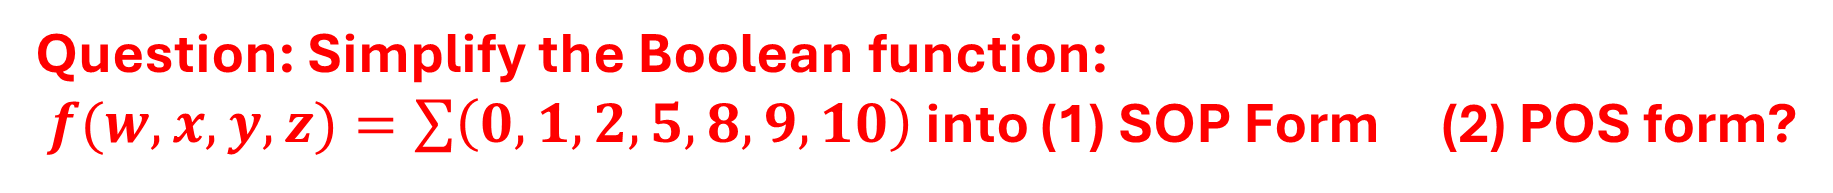 Question: Simplify the Boolean function:
f(w, x, y, z) = ∑(0, 1, 2, 5, 8, 9, 10) into (1) SOP Form (2) POS form?